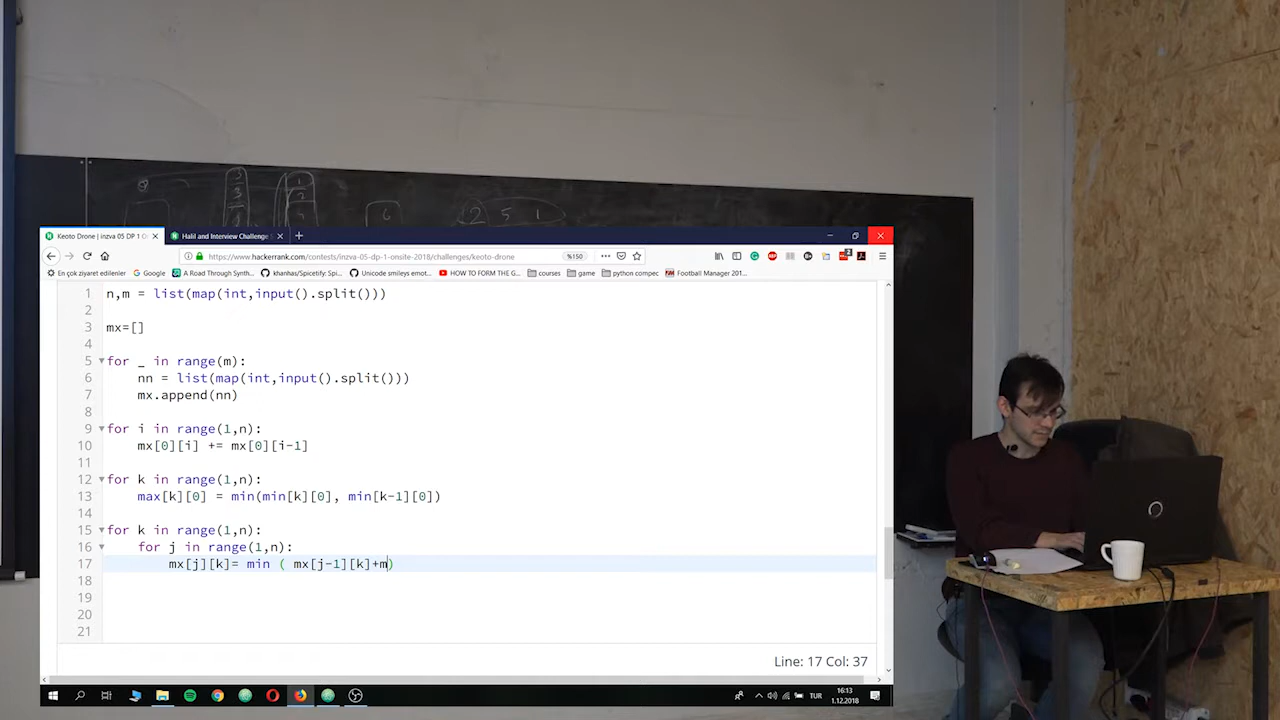 Keoto Drone | inzva 05 DP 1 O
Halil and Interview Challenge
https://www.hackerrank.com/contests/inzva-05-dp-1-onsite-2018/challenges/keoto-drone
%150
En çok ziyaret edilenler Google A Road Through Synth... khanhas/Spicetify: Spi... Unicode smileys emot... HOW TO FORM THE G... courses game python compec Football Manager 201...
1 n,m = list(map(int,input().split()))
2
3 mx=[]
4
5 for _ in range(m):
6 nn = list(map(int,input().split()))
7 mx.append(nn)
8
9 for i in range(1,n):
10 mx[0][i] += mx[0][i-1]
11
12 for k in range(1,n):
13 max[k][0] = min(min[k][0], min[k-1][0])
14
15 for k in range(1,n):
16 for j in range(1,n):
17 mx[j][k]= min ( mx[j-1][k]+m)
18
19
20
21
Line: 17 Col: 37
TUR
16:13
1.12.2018
2 5 1